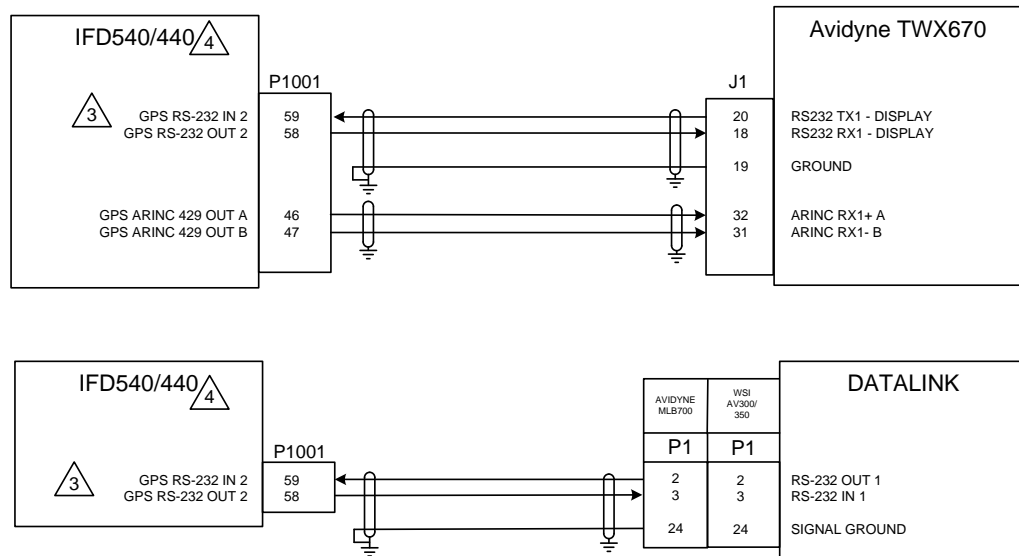 IFD540/440 4
Avidyne TWX670
P1001
J1
3
GPS RS-232 IN 2 59 20 RS232 TX1 - DISPLAY
GPS RS-232 OUT 2 58 18 RS232 RX1 - DISPLAY
19 GROUND
GPS ARINC 429 OUT A 46 32 ARINC RX1+ A
GPS ARINC 429 OUT B 47 31 ARINC RX1- B
IFD540/440 4
DATALINK
AVIDYNE
MLB700
WSI
AV300/
350
P1001
P1 P1
3
GPS RS-232 IN 2 59 2 2 RS-232 OUT 1
GPS RS-232 OUT 2 58 3 3 RS-232 IN 1
24 24 SIGNAL GROUND